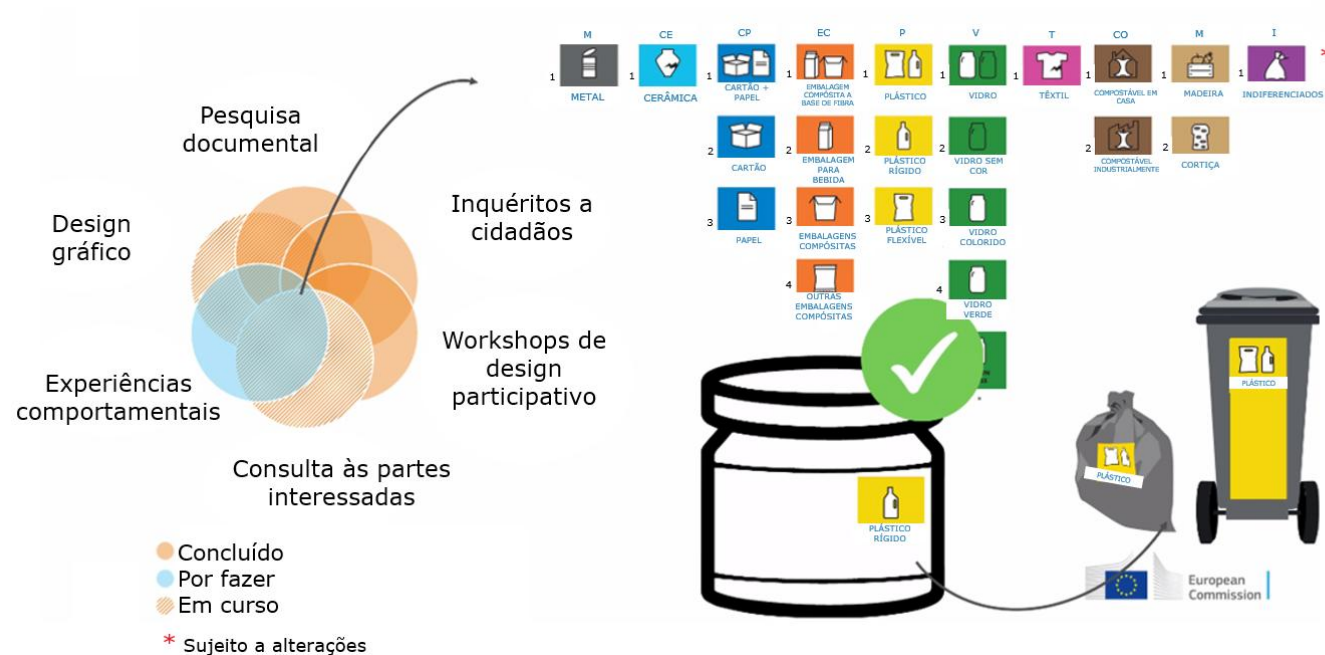 Pesquisa
documental
Design
gráfico
Inquéritos a
cidadãos
Experiências
comportamentais
Workshops de
design
participativo
Consulta às partes
interessadas
Concluído
Por fazer
Em curso
* Sujeito a alterações
M CE CP EC P V T CO M I *
1 1 1 1 1 1 1 1 1 1
METAL
CERÂMICA
CARTÃO +
PAPEL
EMBALAGEM
COMPÓSITA A
BASE DE FIBRA
PLÁSTICO
VIDRO
TÊXTIL
COMPOSTÁVEL EM
CASA
MADEIRA
INDIFERENCIADOS
2 2 2 2 2 2
CARTÃO
EMBALAGEM
PARA
BEBIDA
PLÁSTICO
RÍGIDO
VIDRO SEM
COR
COMPOSTÁVEL
INDUSTRIALMENTE
CORTIÇA
3 3 3 3
PAPEL
EMBALAGENS
COMPÓSITAS
PLÁSTICO
FLEXÍVEL
VIDRO
COLORIDO
4 4
OUTRAS
EMBALAGENS
COMPÓSITAS
VIDRO
VERDE
PLÁSTICO
RÍGIDO
PLÁSTICO
PLÁSTICO
European
Commission